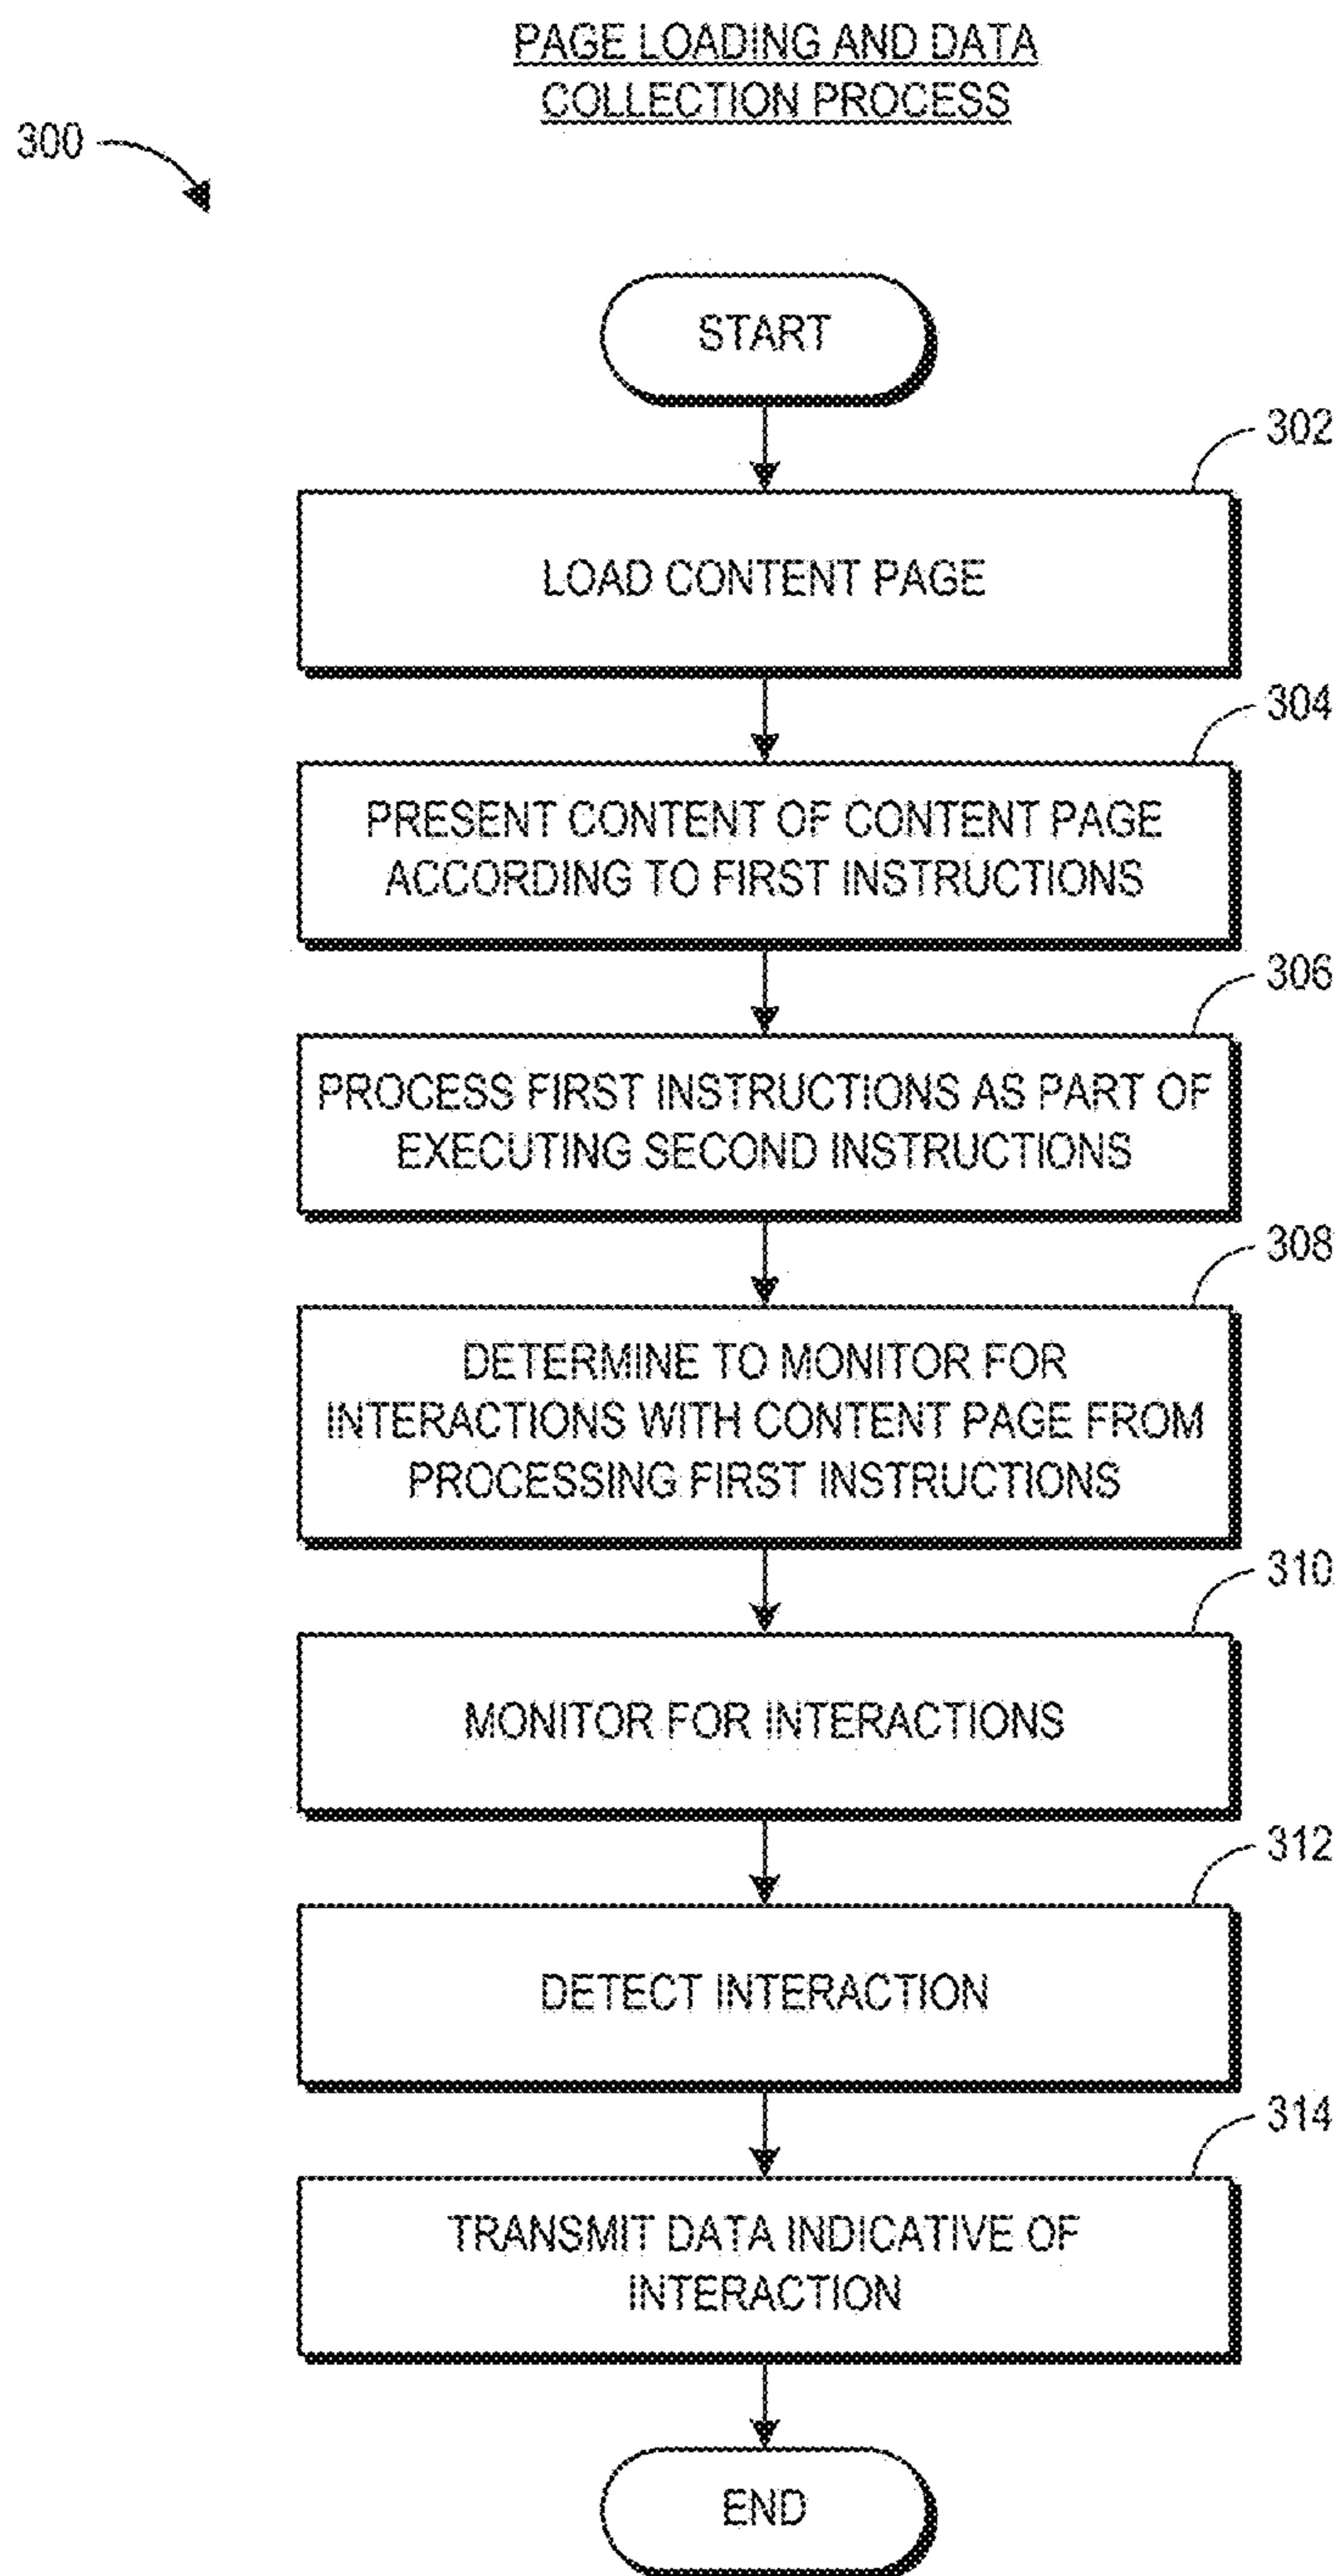 PAGE LOADING AND DATA
COLLECTION PROCESS
300
START
302
LOAD CONTENT PAGE
304
PRESENT CONTENT OF CONTENT PAGE
ACCORDING TO FIRST INSTRUCTIONS
306
PROCESS FIRST INSTRUCTIONS AS PART OF
EXECUTING SECOND INSTRUCTIONS
308
DETERMINE TO MONITOR FOR
INTERACTIONS WITH CONTENT PAGE FROM
PROCESSING FIRST INSTRUCTIONS
310
MONITOR FOR INTERACTIONS
312
DETECT INTERACTION
314
TRANSMIT DATA INDICATIVE OF
INTERACTION
END